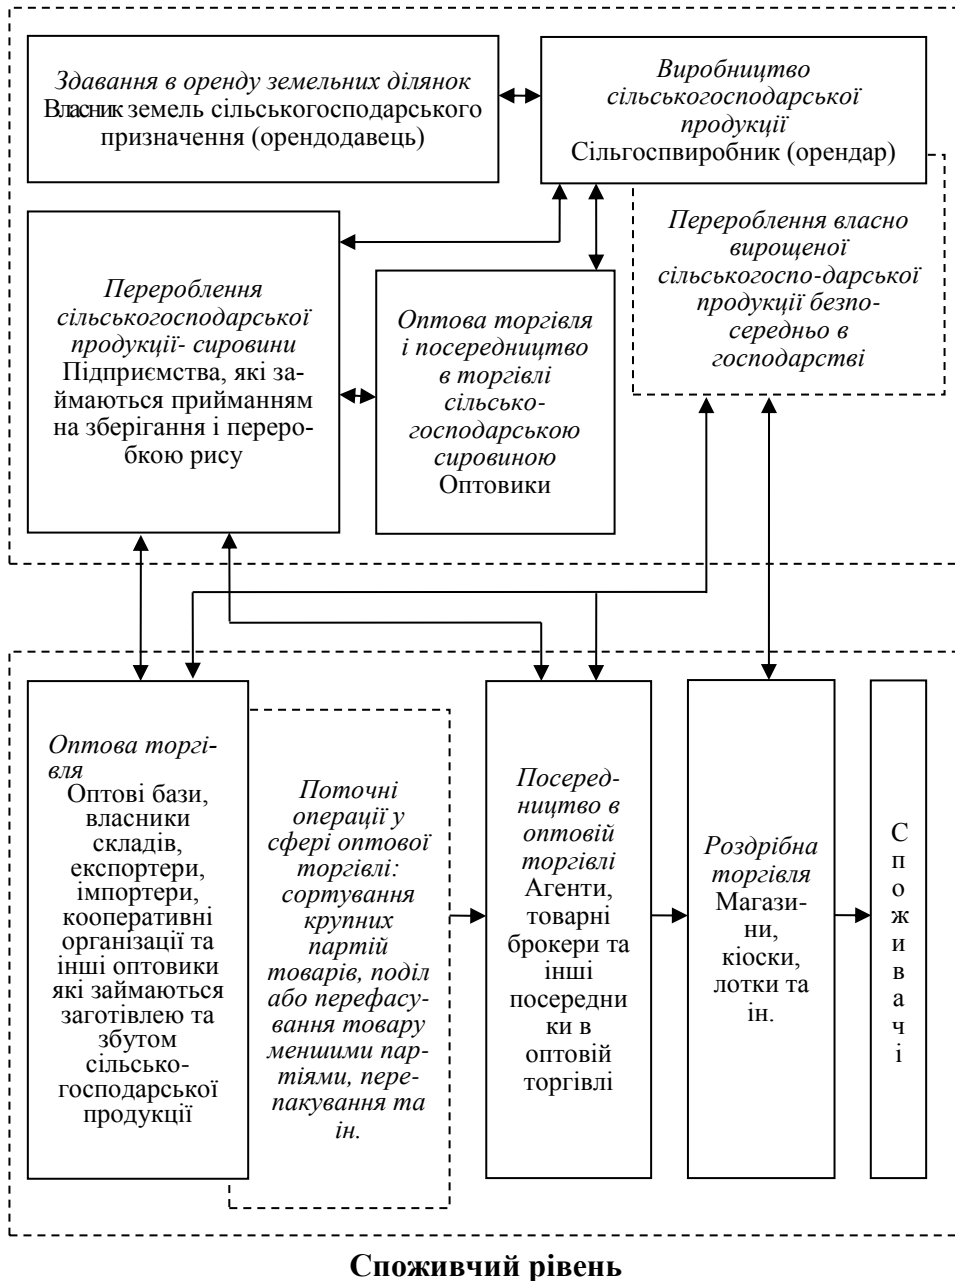 Здавання в оренду земельних ділянок
Власник земель сільськогосподарського
призначення (орендодавець)
Виробництво
сільськогосподарської
продукції
Сільгоспвиробник (орендар)
Перероблення власно
вирощеної
сільськогоспо-дарської
продукції безпо-
середньо в
господарстві
Перероблення
сільськогосподарської
продукції- сировини
Підприємства, які за-
ймаються прийманням
на зберігання і переро-
бкою рису
Оптова торгівля
і посередництво
в торгівлі
сільсько-
господарською
сировиною
Оптовики
Оптова торгі-
вля
Оптові бази,
власники
складів,
експортери,
імпортери,
кооперативні
організації та
інші оптовики
які займаються
заготівлею та
збутом
сільсько-
господарської
продукції
Поточні
операції у
сфері оптової
торгівлі:
сортування
крупних
партій
товарів, поділ
або перефасу-
вання товару
меншими пар-
тіями, пере-
пакування та
ін.
Посеред-
ництво в
оптовій
торгівлі
Агенти,
товарні
брокери та
інші
посередни
ки в
оптовій
торгівлі
Роздрібна
торгівля
Магази-
ни,
кіоски,
лотки та
ін.
С
п
о
ж
и
в
а
ч
і
Споживчий рівень